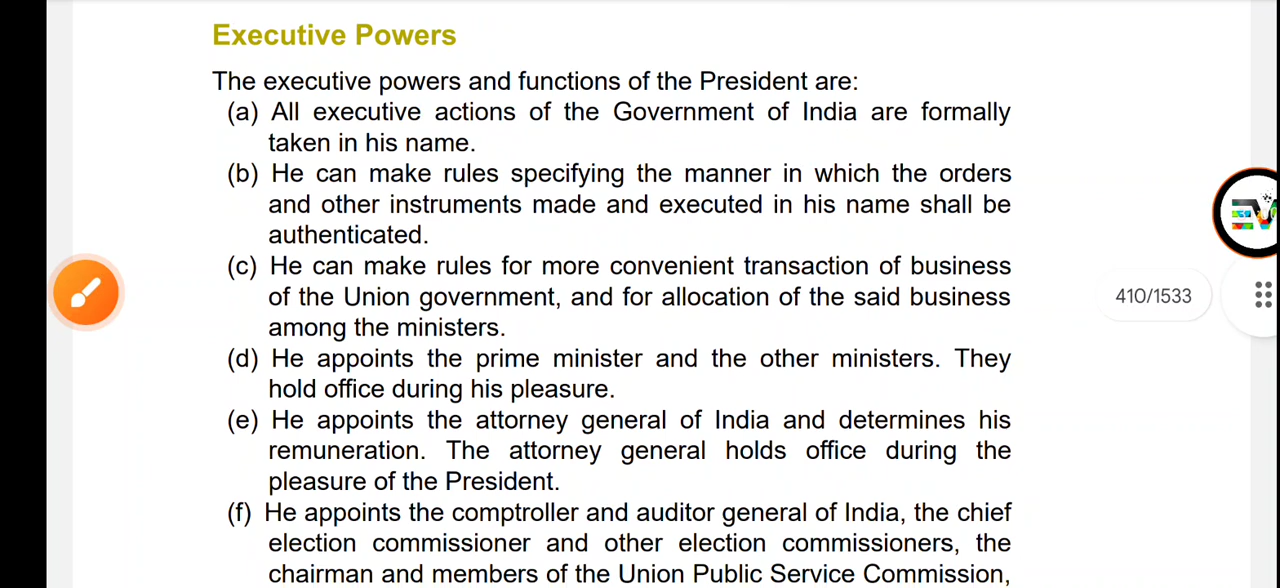 Executive Powers
The executive powers and functions of the President are:
(a) All executive actions of the Government of India are formally
taken in his name.
(b) He can make rules specifying the manner in which the orders
and other instruments made and executed in his name shall be
authenticated.
(c) He can make rules for more convenient transaction of business
of the Union government, and for allocation of the said business
among the ministers.
(d) He appoints the prime minister and the other ministers. They
hold office during his pleasure.
(e) He appoints the attorney general of India and determines his
remuneration. The attorney general holds office during the
pleasure of the President.
(f) He appoints the comptroller and auditor general of India, the chief
election commissioner and other election commissioners, the
chairman and members of the Union Public Service Commission,
410/1533